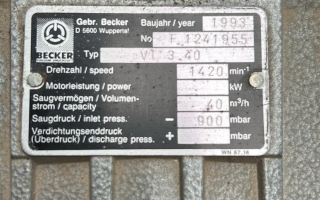 Gebr. Becker
D 5600 Wuppertal
Baujahr / year 1993
No F 1241955
BECKER
Typ VT 3.40
Drehzahl / speed 1420 min⁻¹
Motorleistung / power kW
Saugvermögen / Volumen-
strom / capacity 40 m³/h
Saugdruck / inlet press. – 900 mbar
Verdichtungsenddruck
(Überdruck) / discharge press. + mbar
WN 87.16